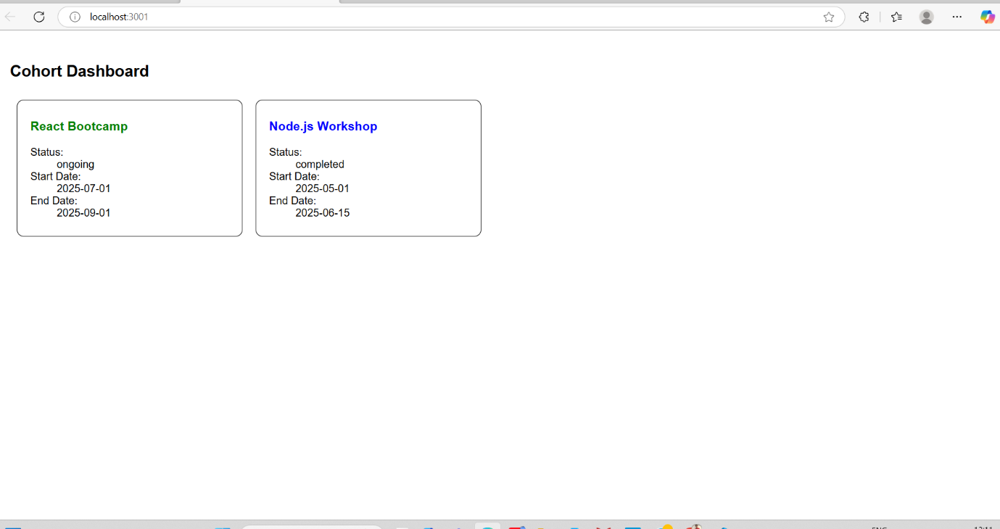 localhost:3001
Cohort Dashboard
React Bootcamp
Status:
ongoing
Start Date:
2025-07-01
End Date:
2025-09-01
Node.js Workshop
Status:
completed
Start Date:
2025-05-01
End Date:
2025-06-15